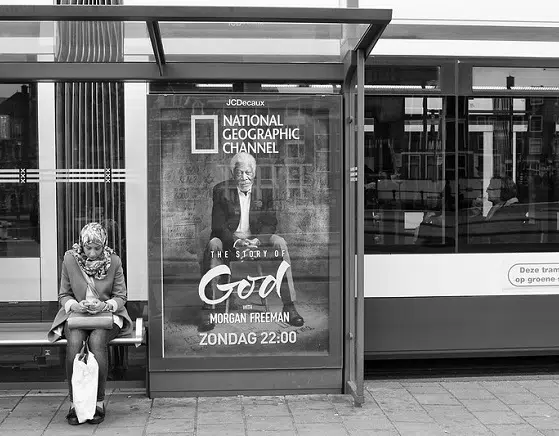 JCDecaux
NATIONAL
GEOGRAPHIC
CHANNEL
THE STORY OF
God
WITH
MORGAN FREEMAN
ZONDAG 22:00
Deze tram
op groene